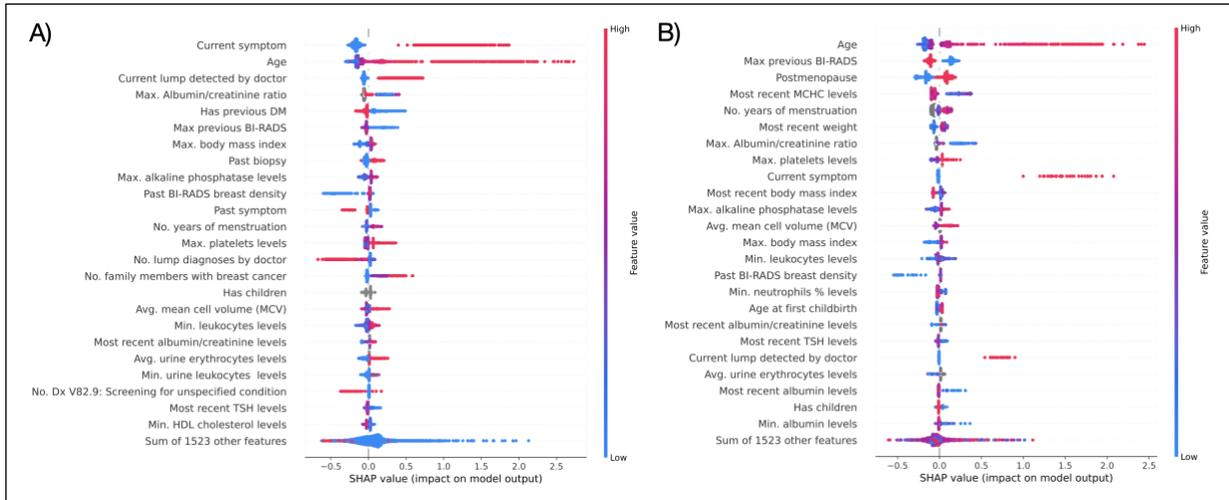 A)
High
Current symptom
Age
Current lump detected by doctor
Max. Albumin/creatinine ratio
Has previous DM
Max previous BI-RADS
Max. body mass index
Past biopsy
Max. alkaline phosphatase levels
Past BI-RADS breast density
Past symptom
No. years of menstruation
Max. platelets levels
No. lump diagnoses by doctor
No. family members with breast cancer
Has children
Avg. mean cell volume (MCV)
Min. leukocytes levels
Most recent albumin/creatinine levels
Avg. urine erythrocytes levels
Min. urine leukocytes levels
No. Dx V82.9: Screening for unspecified condition
Most recent TSH levels
Min. HDL cholesterol levels
Sum of 1523 other features
Feature value
Low
−0.5 0.0 0.5 1.0 1.5 2.0 2.5
SHAP value (impact on model output)
B)
High
Age
Max previous BI-RADS
Postmenopause
Most recent MCHC levels
No. years of menstruation
Most recent weight
Max. Albumin/creatinine ratio
Max. platelets levels
Current symptom
Most recent body mass index
Max. alkaline phosphatase levels
Avg. mean cell volume (MCV)
Max. body mass index
Min. leukocytes levels
Past BI-RADS breast density
Min. neutrophils % levels
Age at first childbirth
Most recent albumin/creatinine levels
Most recent TSH levels
Current lump detected by doctor
Avg. urine erythrocytes levels
Most recent albumin levels
Has children
Min. albumin levels
Sum of 1523 other features
Feature value
Low
−0.5 0.0 0.5 1.0 1.5 2.0 2.5
SHAP value (impact on model output)